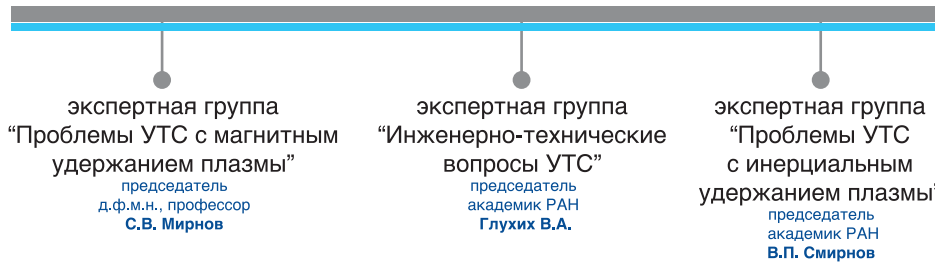 экспертная группа
“Проблемы УТС с магнитным
удержанием плазмы”
председатель
д.ф.м.н., профессор
С.В. Мирнов
экспертная группа
“Инженерно-технические
вопросы УТС”
председатель
академик РАН
Глухих В.А.
экспертная группа
“Проблемы УТС
с инерциальным
удержанием плазмы”
председатель
академик РАН
В.П. Смирнов